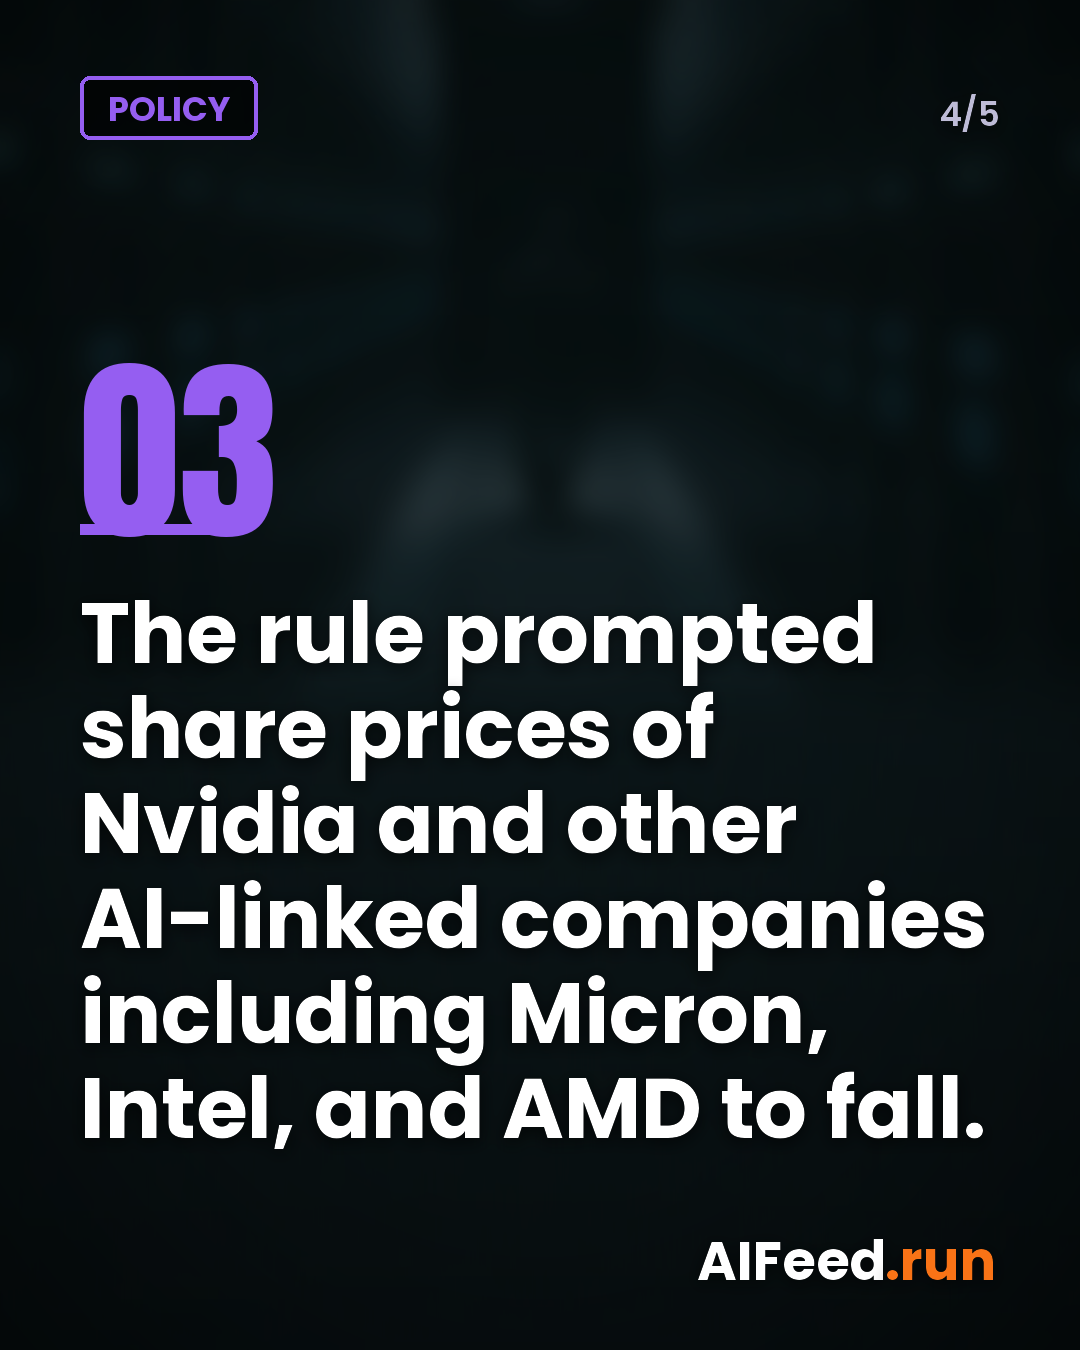 POLICY
4/5
03
The rule prompted
share prices of
Nvidia and other
AI-linked companies
including Micron,
Intel, and AMD to fall.
AIFeed.run